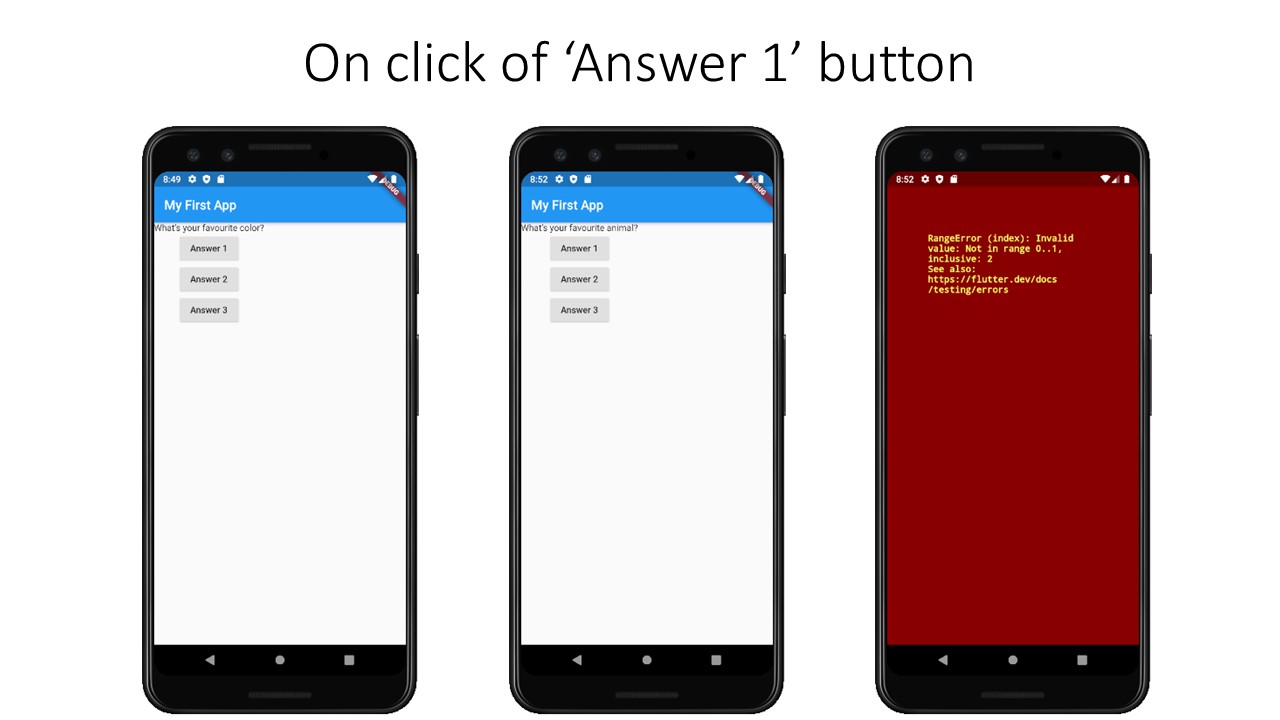 On click of ‘Answer 1’ button
8:49
DEBUG
My First App
What's your favourite color?
Answer 1
Answer 2
Answer 3
8:52
DEBUG
My First App
What's your favourite animal?
Answer 1
Answer 2
Answer 3
8:52
RangeError (index): Invalid
value: Not in range 0..1,
inclusive: 2
See also:
https://flutter.dev/docs
/testing/errors